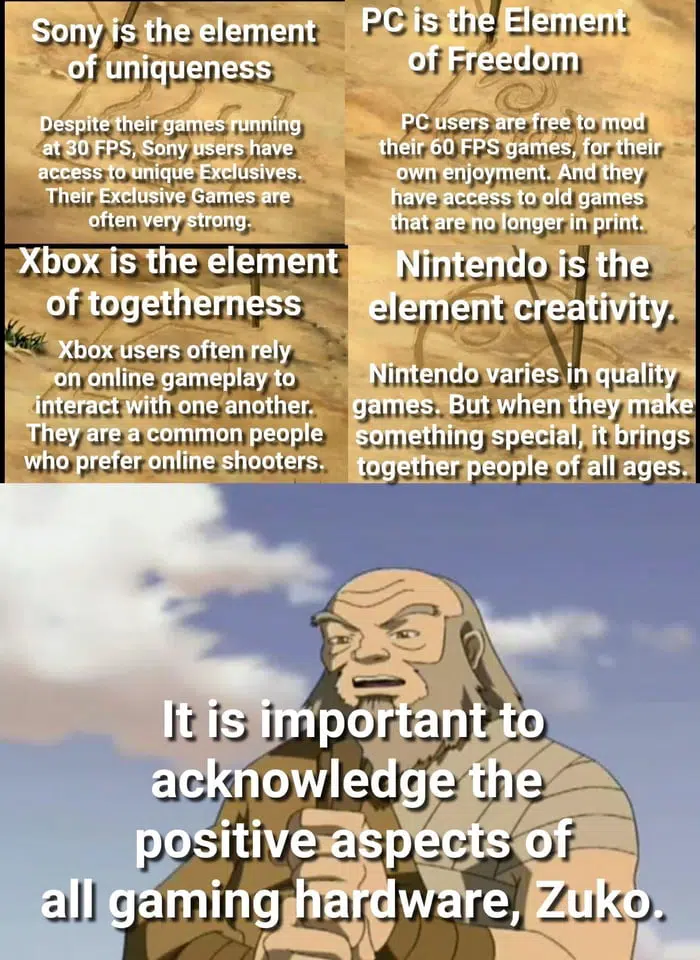 Sony is the element
of uniqueness
Despite their games running
at 30 FPS, Sony users have
access to unique Exclusives.
Their Exclusive Games are
often very strong.
PC is the Element
of Freedom
PC users are free to mod
their 60 FPS games, for their
own enjoyment. And they
have access to old games
that are no longer in print.
Xbox is the element
of togetherness
Xbox users often rely
on online gameplay to
interact with one another.
They are a common people
who prefer online shooters.
Nintendo is the
element creativity.
Nintendo varies in quality
games. But when they make
something special, it brings
together people of all ages.
It is important to
acknowledge the
positive aspects of
all gaming hardware, Zuko.